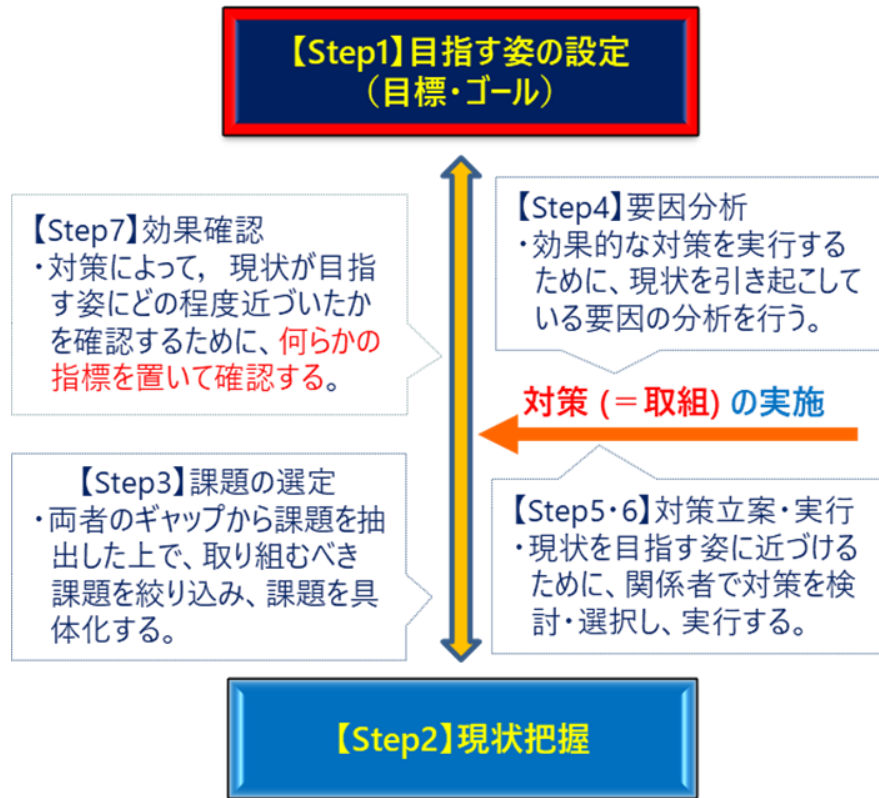 【Step1】目指す姿の設定
（目標・ゴール）
【Step7】効果確認
・対策によって, 現状が目指
す姿にどの程度近づいたか
を確認するために、何らかの
指標を置いて確認する。
【Step4】要因分析
・効果的な対策を実行する
ために、現状を引き起こして
いる要因の分析を行う。
対策 (＝取組) の実施
【Step3】課題の選定
・両者のギャップから課題を抽
出した上で、取り組むべき
課題を絞り込み、課題を具
体化する。
【Step5・6】対策立案・実行
・現状を目指す姿に近づける
ために、関係者で対策を検
討・選択し、実行する。
【Step2】現状把握